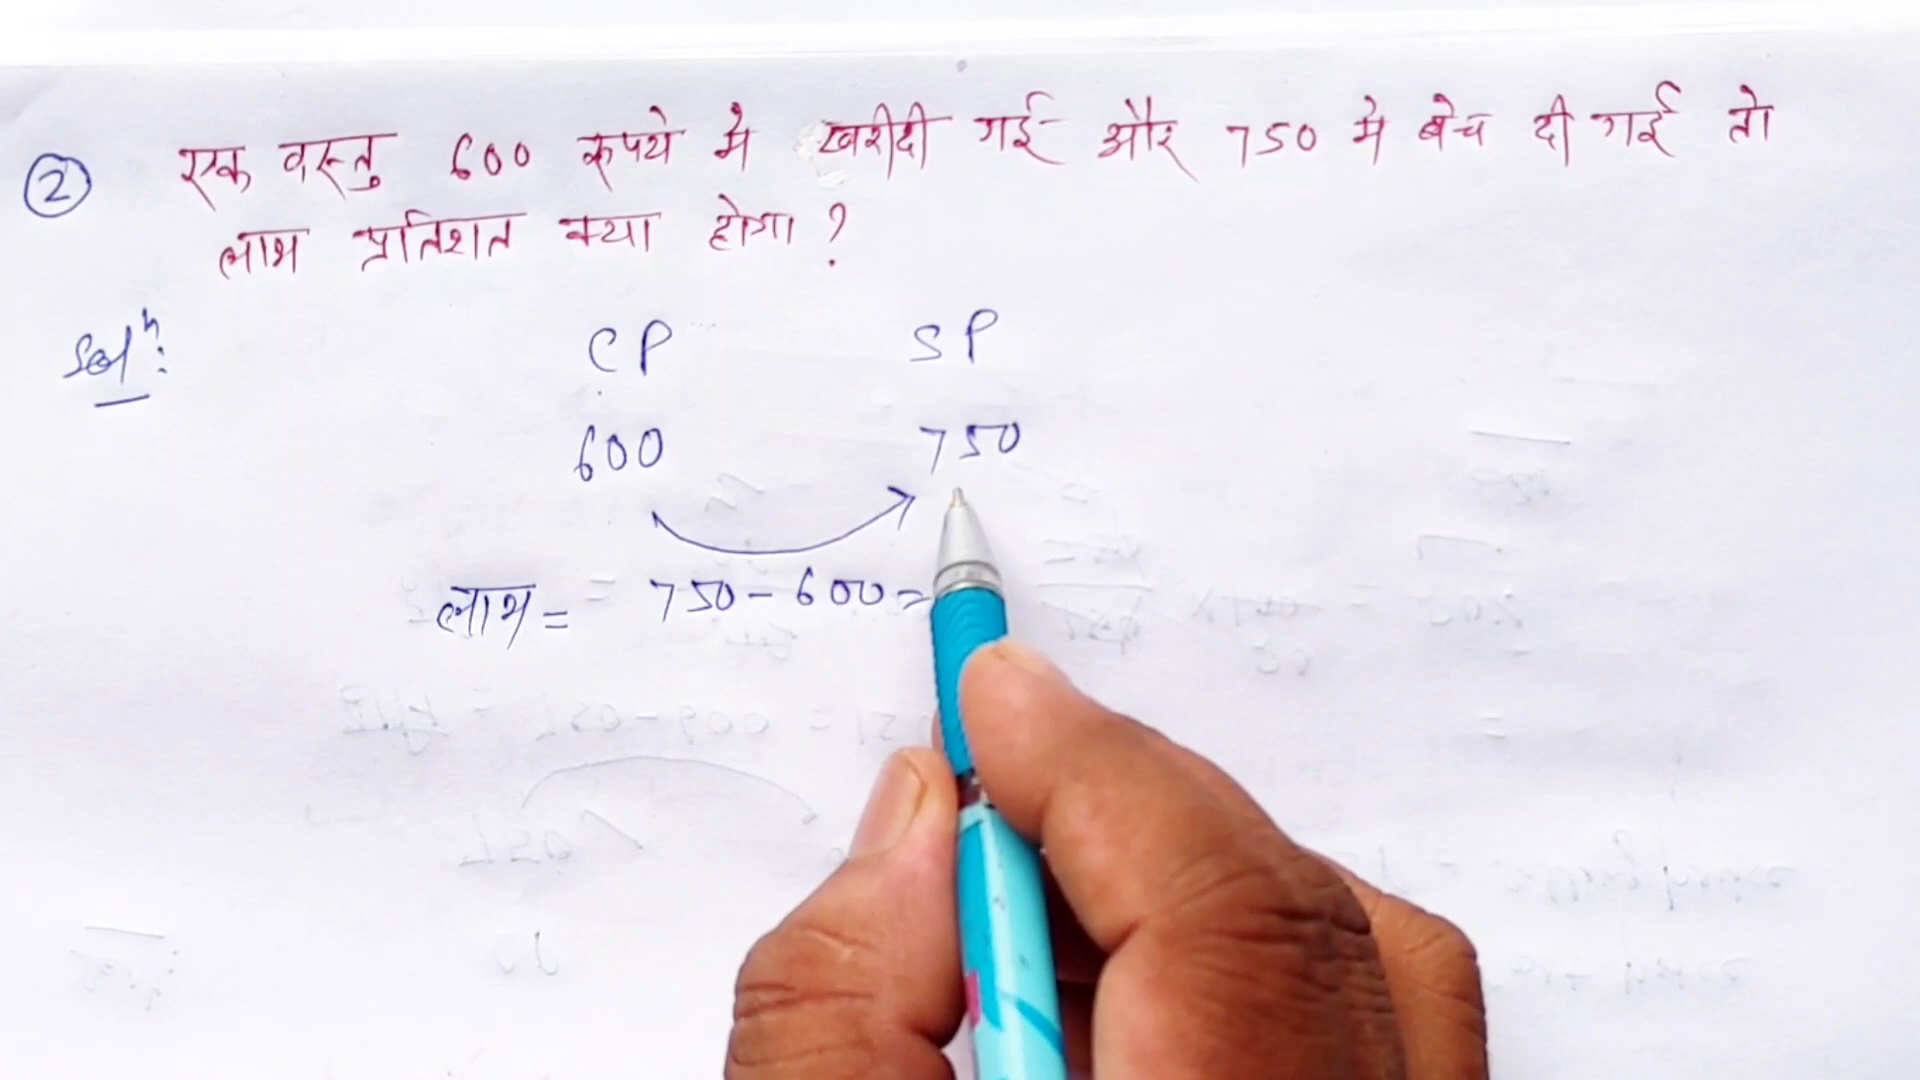 ② एक वस्तु 600 रूपये मे खरीदी गई और 750 मे बेच दी गई तो
लाभ प्रतिशत क्या होगा ?
Solⁿ:
CP SP
600 750
लाभ = = 750 - 600 =